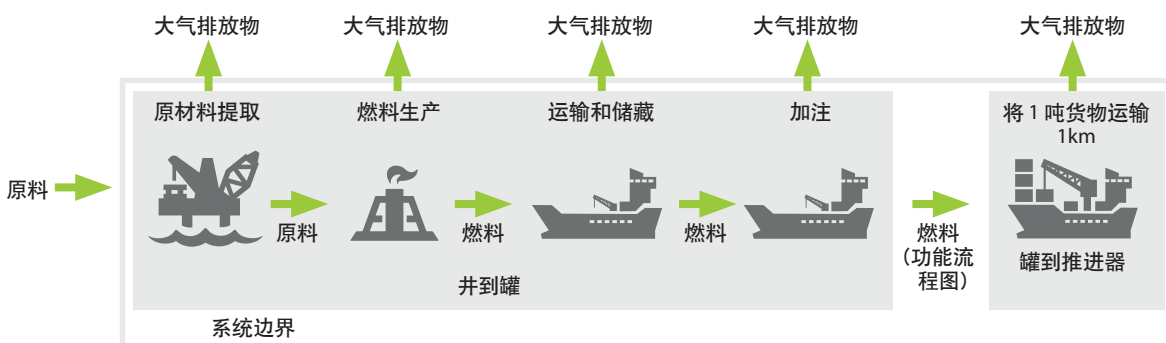 大气排放物
大气排放物
大气排放物
大气排放物
大气排放物
原材料提取
燃料生产
运输和储藏
加注
将 1 吨货物运输
1km
原料
原料
燃料
燃料
燃料
（功能流
程图）
罐到推进器
井到罐
系统边界